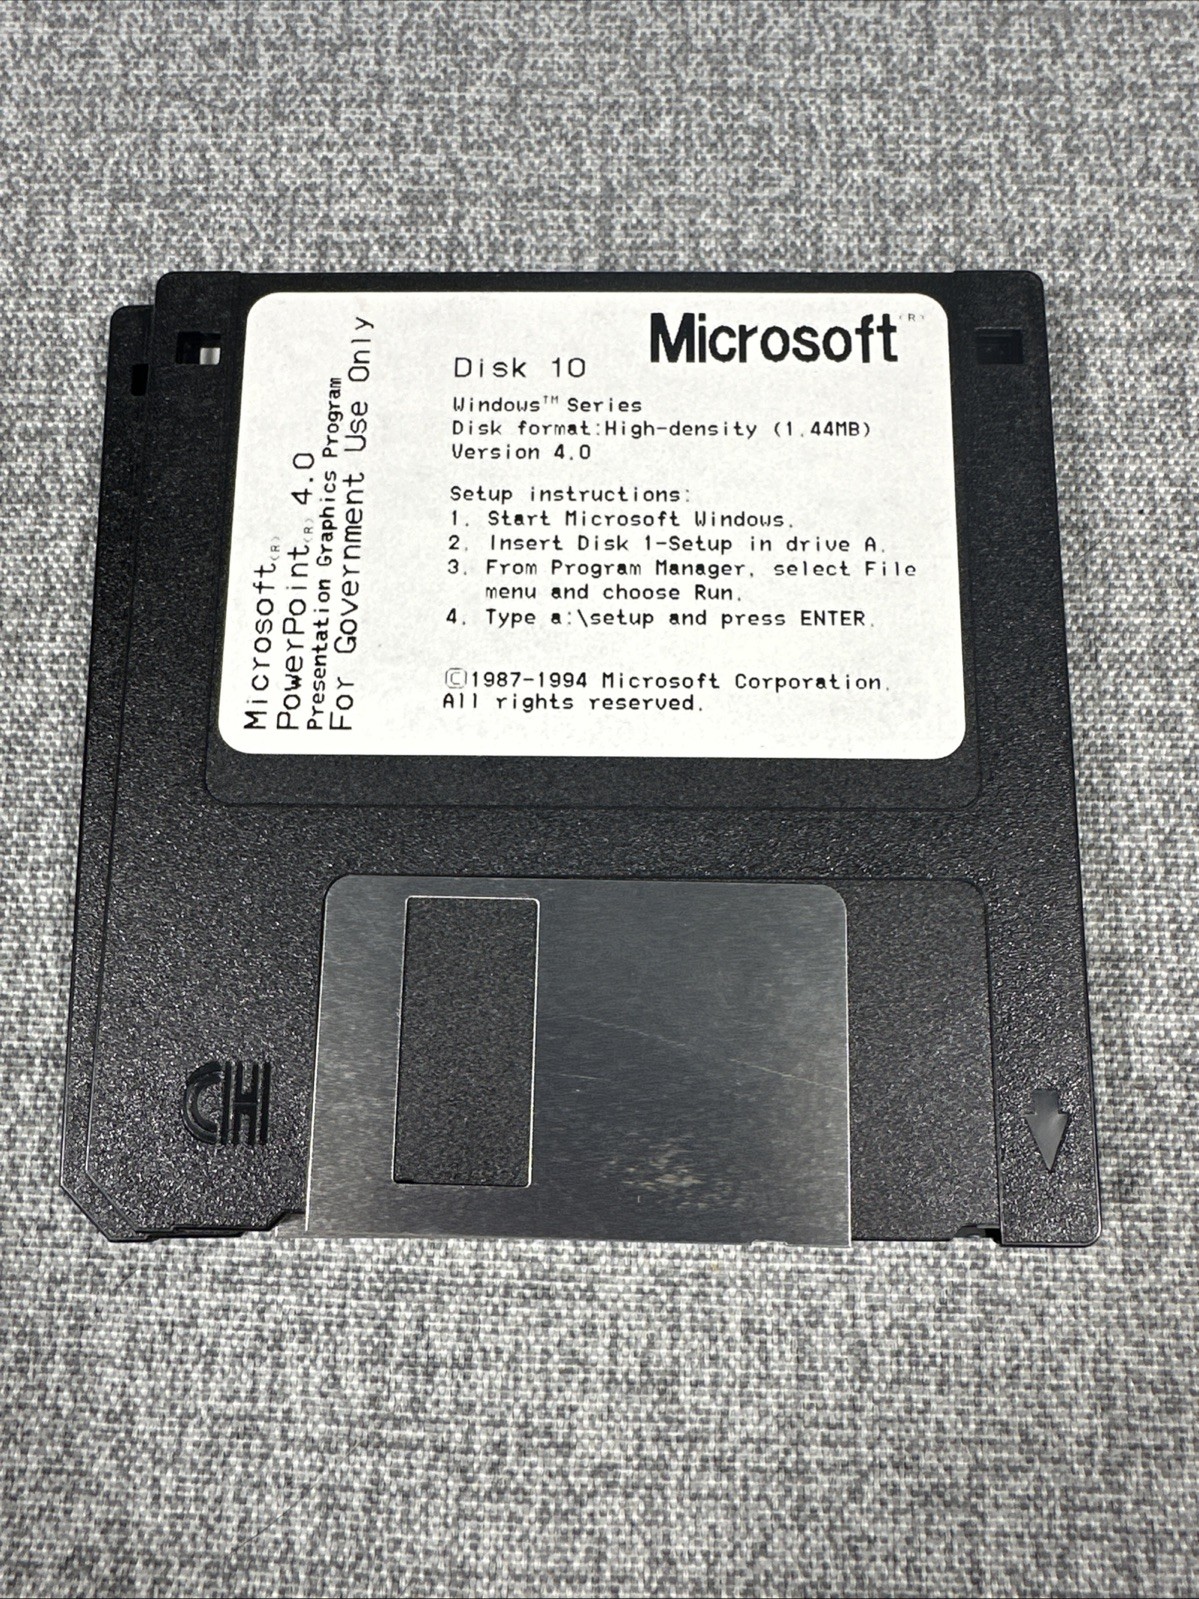 Microsoft(R)
PowerPoint(R) 4.0
Presentation Graphics Program
For Government Use Only
Microsoft(R)
Disk 10
Windows™ Series
Disk format:High-density (1.44MB)
Version 4.0
Setup instructions:
1. Start Microsoft Windows.
2. Insert Disk 1-Setup in drive A.
3. From Program Manager, select File
menu and choose Run.
4. Type a:\setup and press ENTER.
©1987-1994 Microsoft Corporation.
All rights reserved.